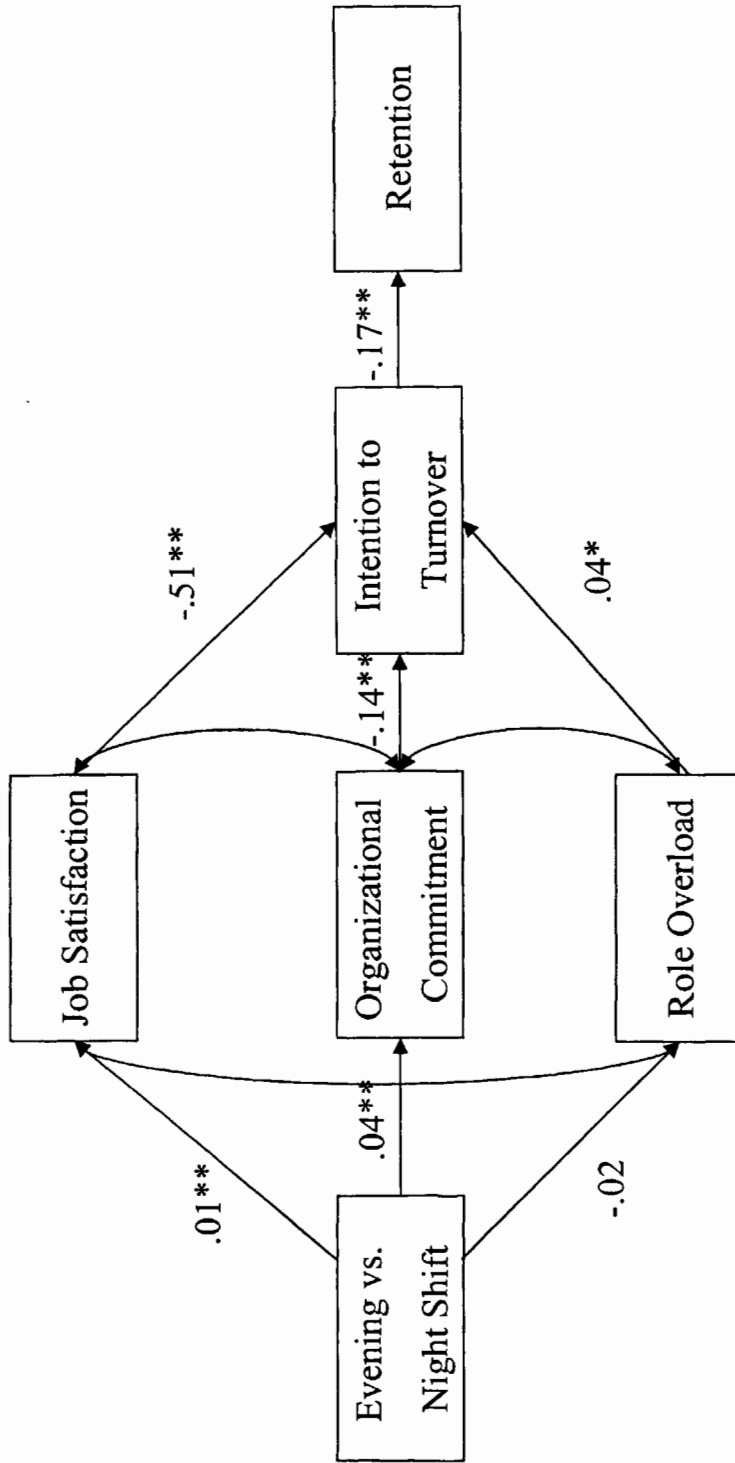 Job Satisfaction
-.51**
.01**
Evening vs.
Night Shift
.04**
Organizational
Commitment
-.14**
Intention to
Turnover
-.17**
Retention
-.02
.04*
Role Overload